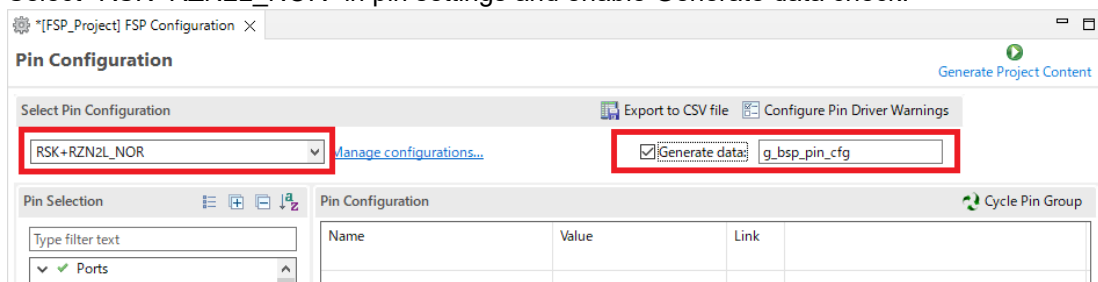 *[FSP_Project] FSP Configuration
Pin Configuration
Generate Project Content
Select Pin Configuration
Export to CSV file
Configure Pin Driver Warnings
RSK+RZN2L_NOR
Manage configurations...
Generate data:
g_bsp_pin_cfg
Pin Selection
Pin Configuration
Cycle Pin Group
Type filter text
Name
Value
Link
Ports